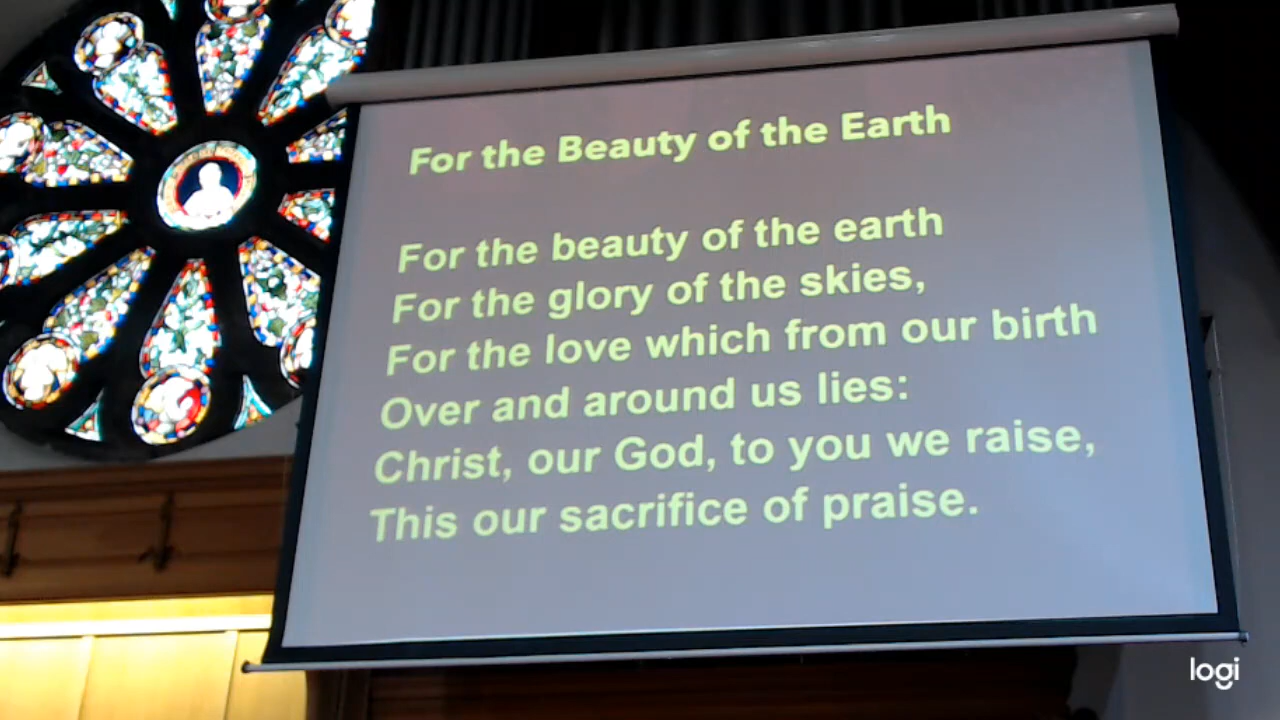 For the Beauty of the Earth
For the beauty of the earth
For the glory of the skies,
For the love which from our birth
Over and around us lies:
Christ, our God, to you we raise,
This our sacrifice of praise.
logi